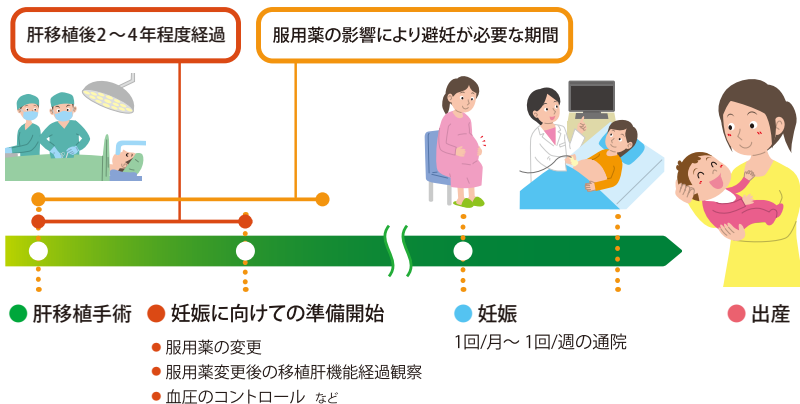 肝移植後2～4年程度経過
服用薬の影響により避妊が必要な期間
肝移植手術
妊娠に向けての準備開始
服用薬の変更
服用薬変更後の移植肝機能経過観察
血圧のコントロール など
妊娠
1回/月～ 1回/週の通院
出産